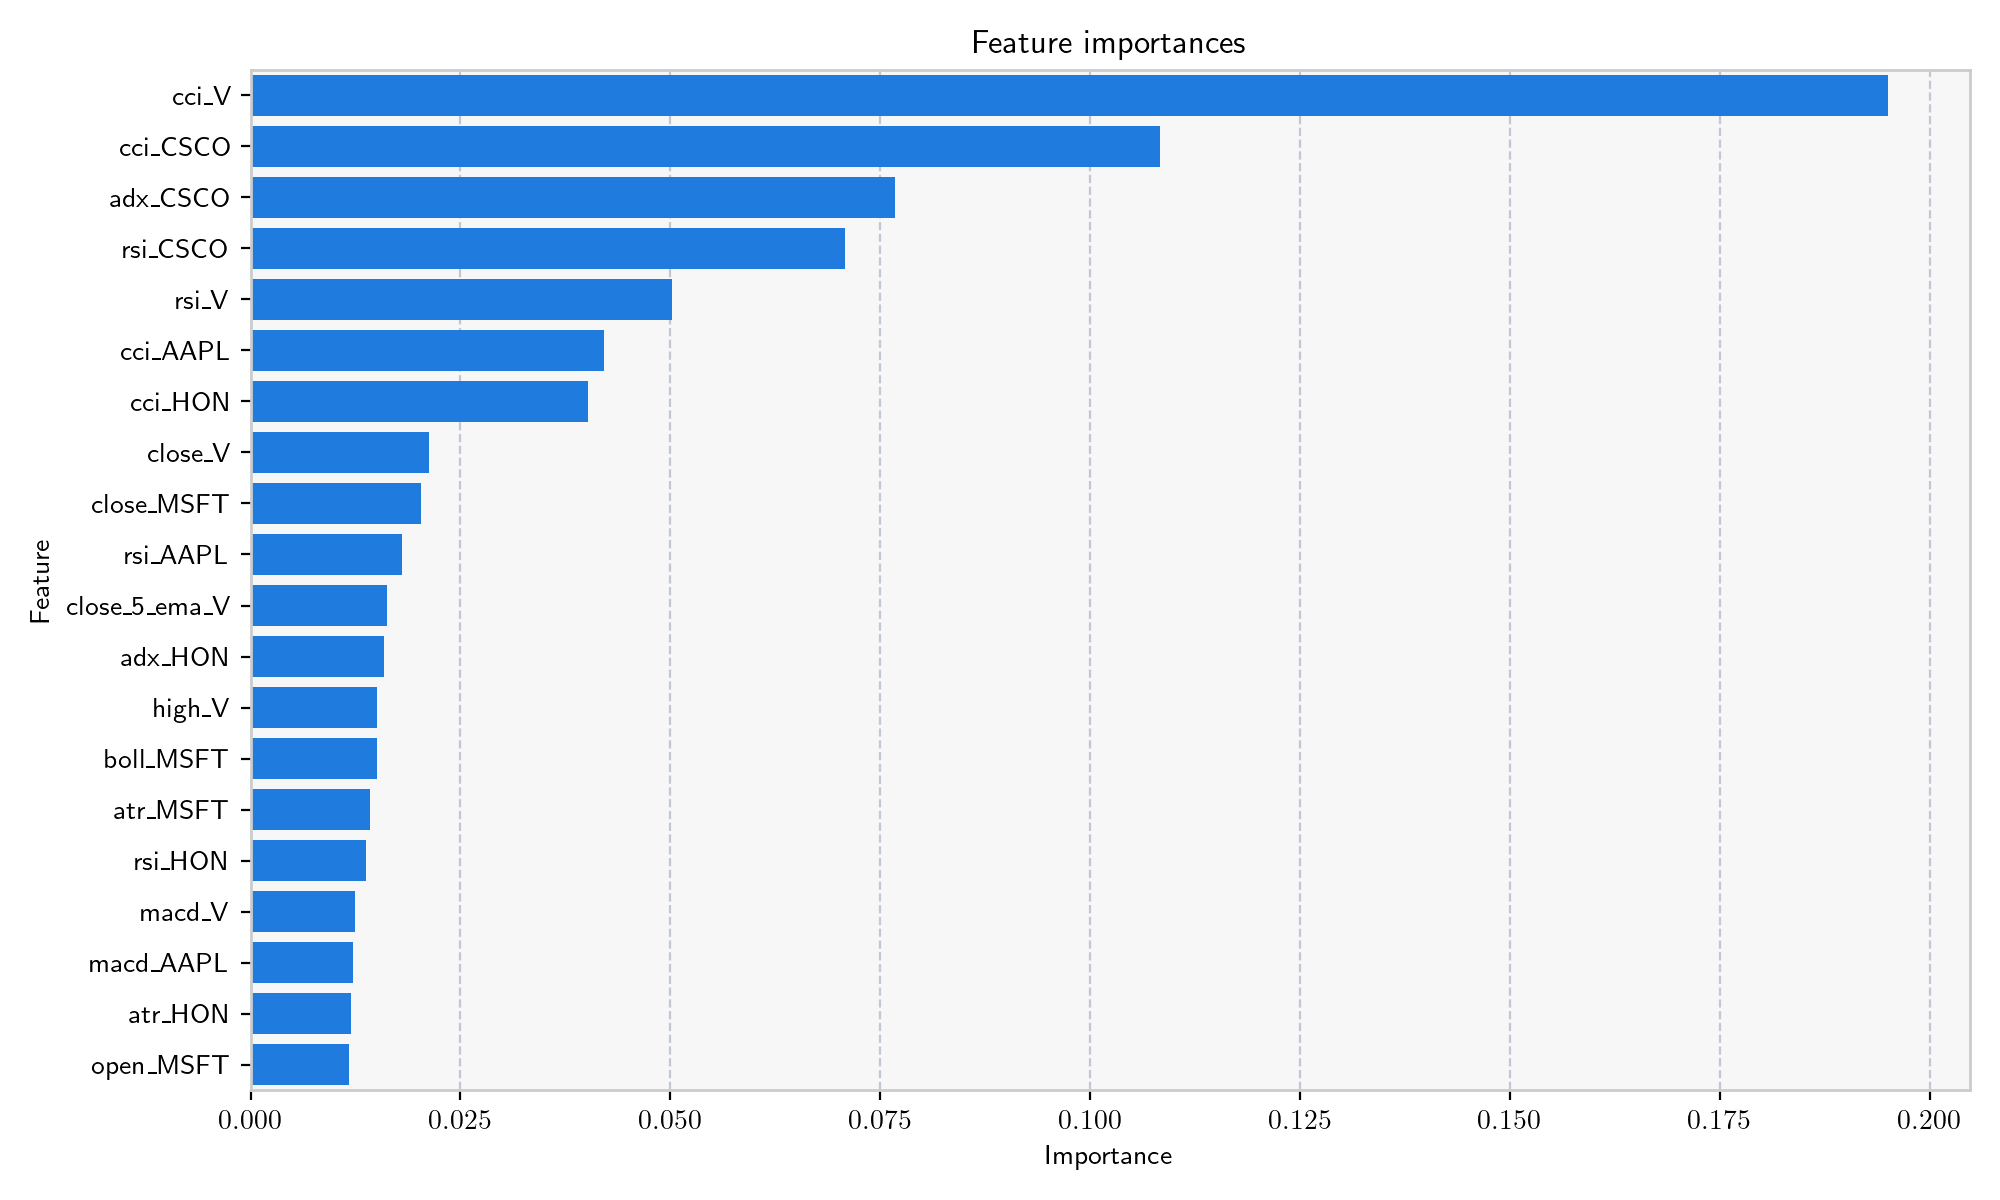 Feature importances
cci_V
cci_CSCO
adx_CSCO
rsi_CSCO
rsi_V
cci_AAPL
cci_HON
close_V
close_MSFT
rsi_AAPL
close_5_ema_V
adx_HON
high_V
boll_MSFT
atr_MSFT
rsi_HON
macd_V
macd_AAPL
atr_HON
open_MSFT
Feature
0.000 0.025 0.050 0.075 0.100 0.125 0.150 0.175 0.200
Importance